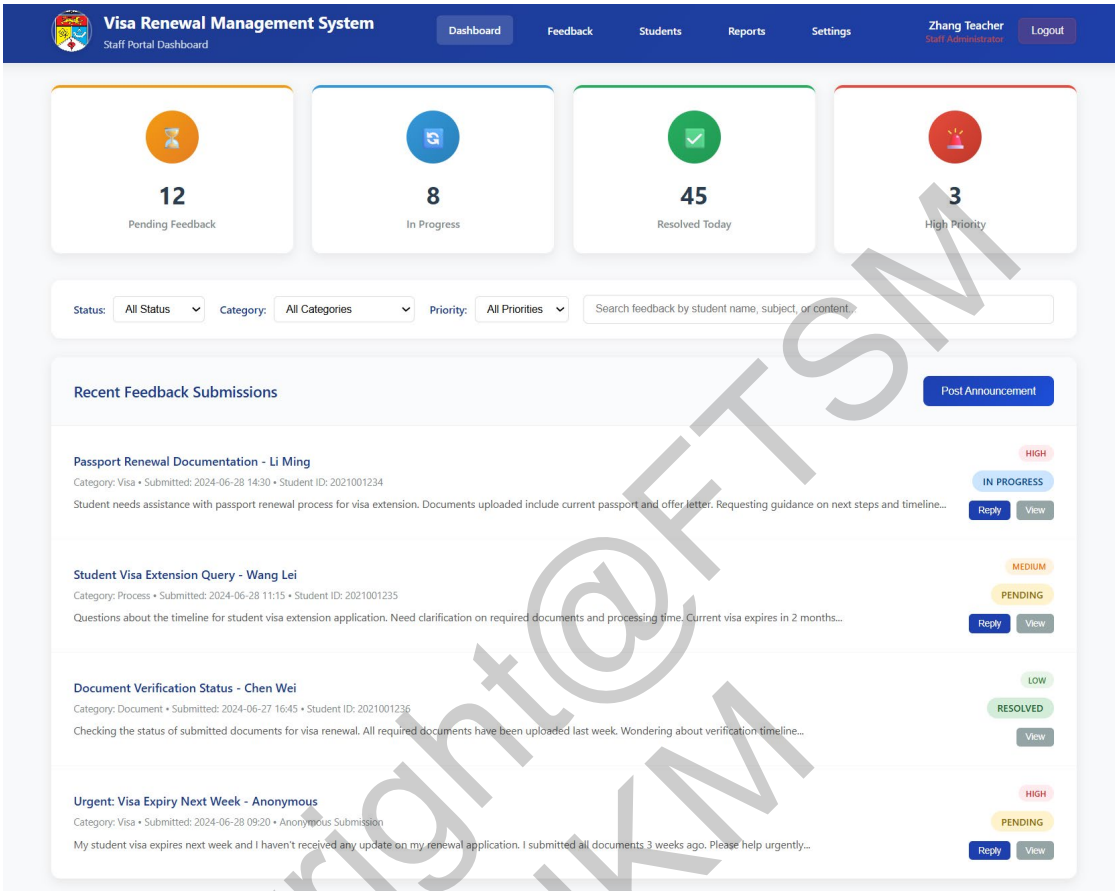 Visa Renewal Management System
Staff Portal Dashboard
Dashboard
Feedback
Students
Reports
Settings
Zhang Teacher
Staff Administrator
Logout
12
Pending Feedback
8
In Progress
45
Resolved Today
3
High Priority
Status: All Status Category: All Categories Priority: All Priorities Search feedback by student name, subject, or content...
Recent Feedback Submissions
Post Announcement
Passport Renewal Documentation - Li Ming
HIGH
Category: Visa • Submitted: 2024-06-28 14:30 • Student ID: 2021001234
IN PROGRESS
Student needs assistance with passport renewal process for visa extension. Documents uploaded include current passport and offer letter. Requesting guidance on next steps and timeline...
Reply View
Student Visa Extension Query - Wang Lei
MEDIUM
Category: Process • Submitted: 2024-06-28 11:15 • Student ID: 2021001235
PENDING
Questions about the timeline for student visa extension application. Need clarification on required documents and processing time. Current visa expires in 2 months...
Reply View
Document Verification Status - Chen Wei
LOW
Category: Document • Submitted: 2024-06-27 16:45 • Student ID: 2021001236
RESOLVED
Checking the status of submitted documents for visa renewal. All required documents have been uploaded last week. Wondering about verification timeline...
View
Urgent: Visa Expiry Next Week - Anonymous
HIGH
Category: Visa • Submitted: 2024-06-28 09:20 • Anonymous Submission
PENDING
My student visa expires next week and I haven't received any update on my renewal application. I submitted all documents 3 weeks ago. Please help urgently...
Reply View
right@FTSM
KM